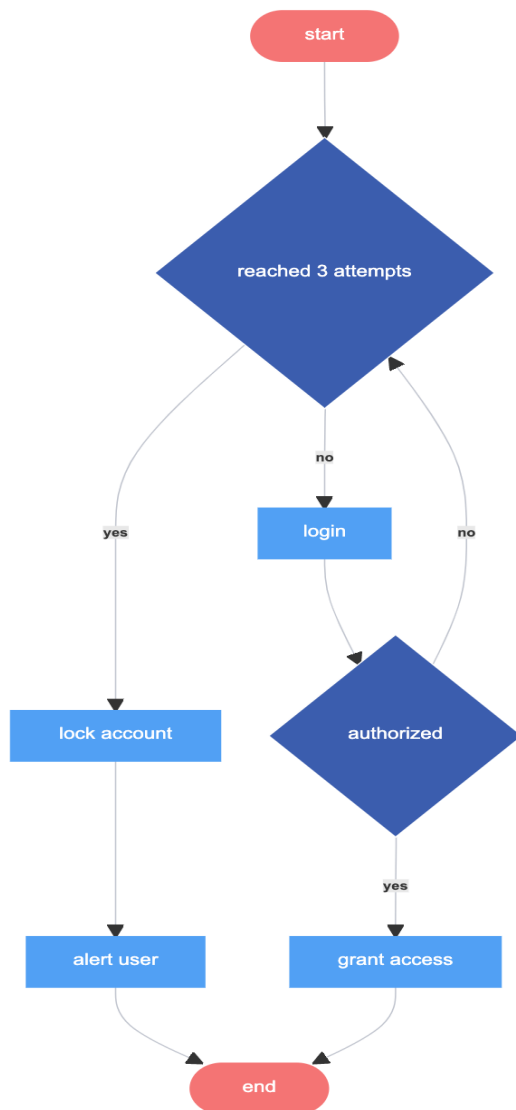 start
reached 3 attempts
no
yes
login
no
lock account
authorized
yes
alert user
grant access
end